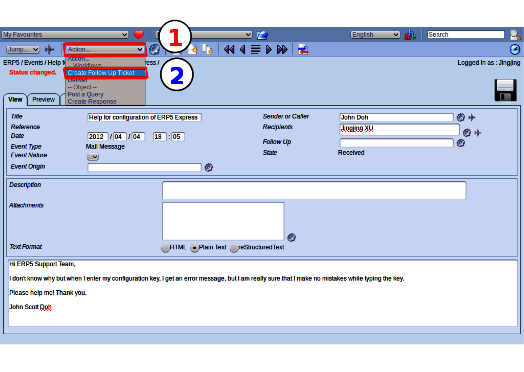 My Favourites
English
Search
1
Jump...
Action...
ERP5 / Events / Help f
ress /
Logged in as : Jingjing
Action...
-- Workflows --
Status changed.
Create Follow Up Ticket
2
Deliver
-- Object --
Post a Query
Create Response
View
Preview
Title
Help for configuration of ERP5 Express
Sender or Caller
John Doh
Reference
Recipients
Jingjing XU
Date
2012 / 04 / 04 18 : 05
Follow Up
Event Type
Mail Message
State
Received
Event Nature
Event Origin
Description
Attachments
Text Format
HTML
Plain Text
reStructuredText
Hi ERP5 Support Team,
I don't know why but when I enter my configuration key, I get an error message, but I am really sure that I make no mistakes while typing the key.
Please help me! Thank you.
John Scott Doh